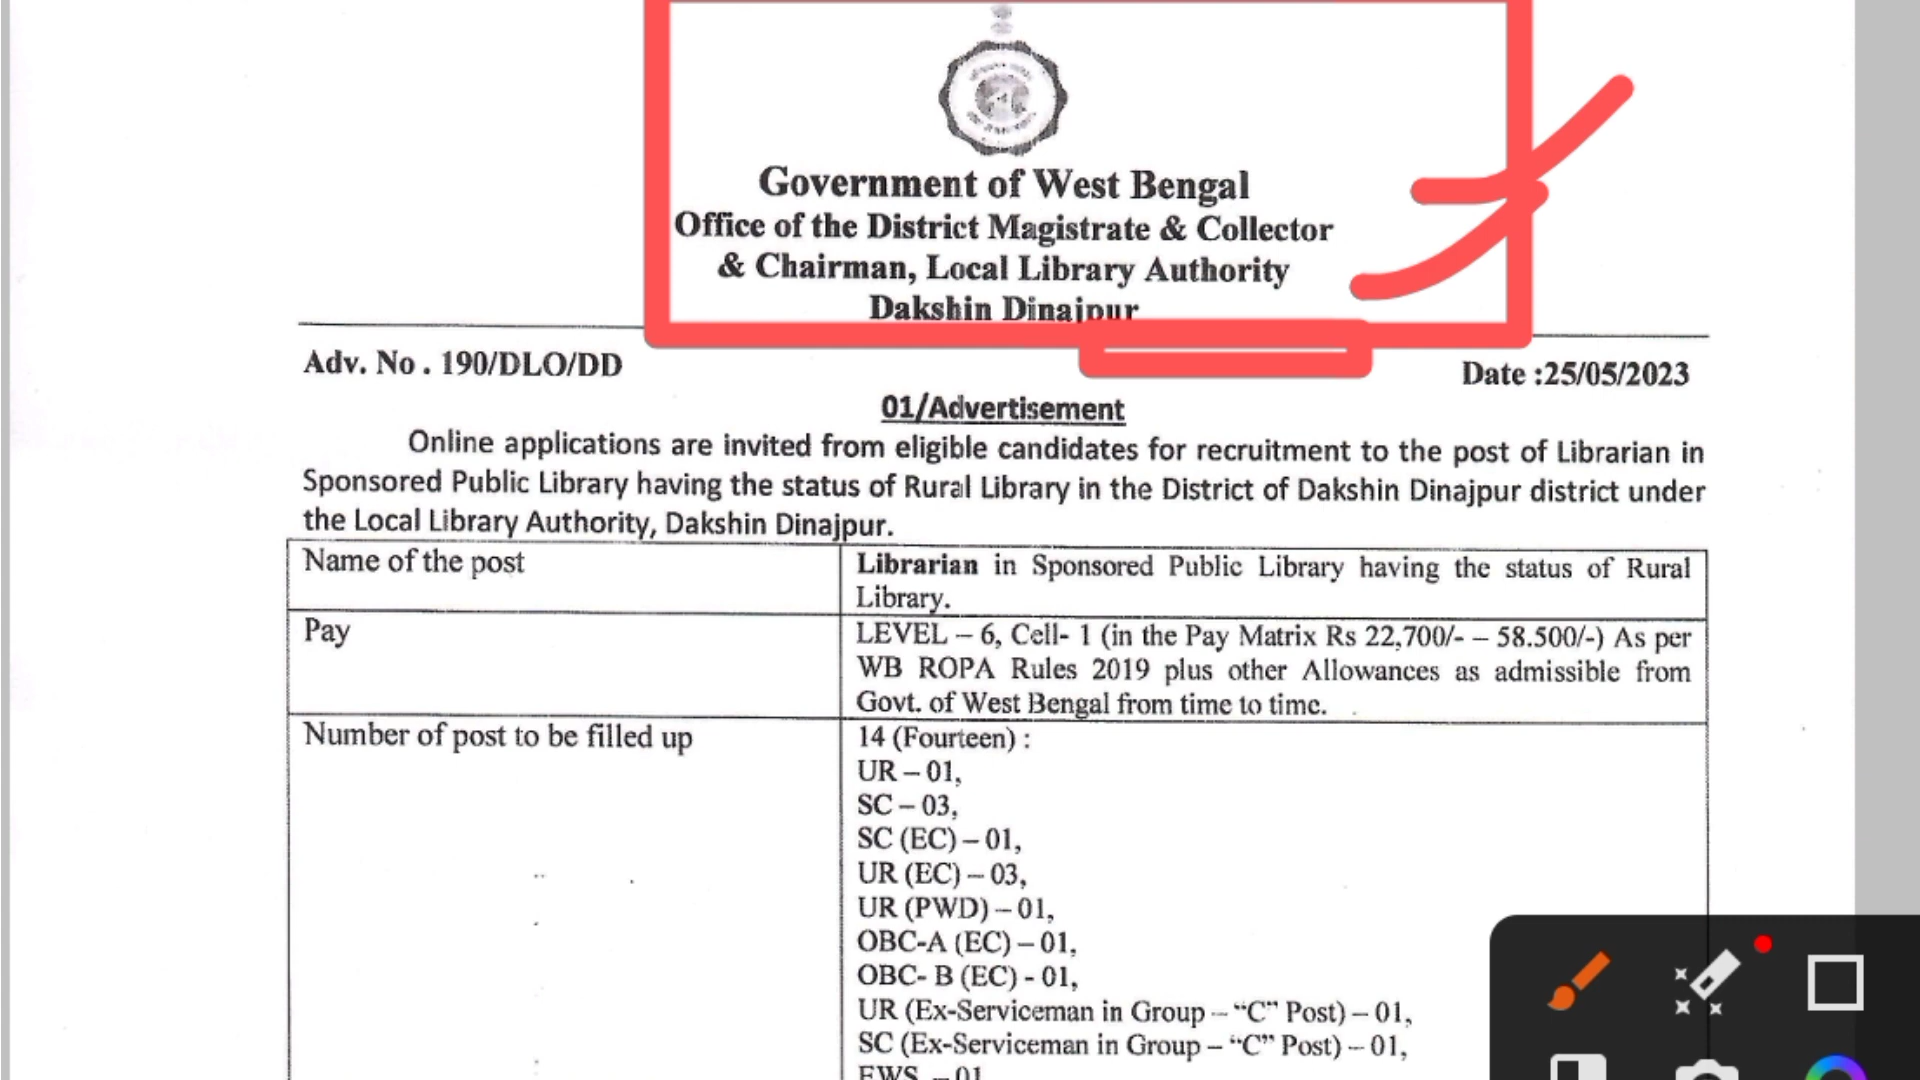 Government of West Bengal
Office of the District Magistrate & Collector
& Chairman, Local Library Authority
Dakshin Dinajpur
Adv. No . 190/DLO/DD
Date :25/05/2023
01/Advertisement
Online applications are invited from eligible candidates for recruitment to the post of Librarian in
Sponsored Public Library having the status of Rural Library in the District of Dakshin Dinajpur district under
the Local Library Authority, Dakshin Dinajpur.
Name of the post
Librarian in Sponsored Public Library having the status of Rural
Library.
Pay
LEVEL – 6, Cell- 1 (in the Pay Matrix Rs 22,700/- – 58.500/-) As per
WB ROPA Rules 2019 plus other Allowances as admissible from
Govt. of West Bengal from time to time.
Number of post to be filled up
14 (Fourteen) :
UR – 01,
SC – 03,
SC (EC) – 01,
UR (EC) – 03,
UR (PWD) – 01,
OBC-A (EC) – 01,
OBC- B (EC) - 01,
UR (Ex-Serviceman in Group – “C” Post) – 01,
SC (Ex-Serviceman in Group – “C” Post) – 01,
EWS – 01